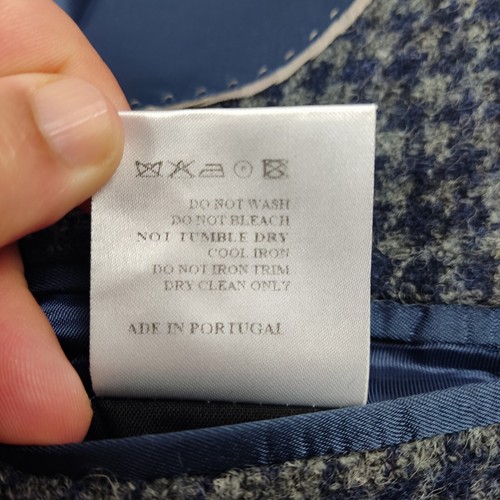 DO NOT WASH
DO NOT BLEACH
NOT TUMBLE DRY
COOL IRON
DO NOT IRON TRIM
DRY CLEAN ONLY
ADE IN PORTUGAL